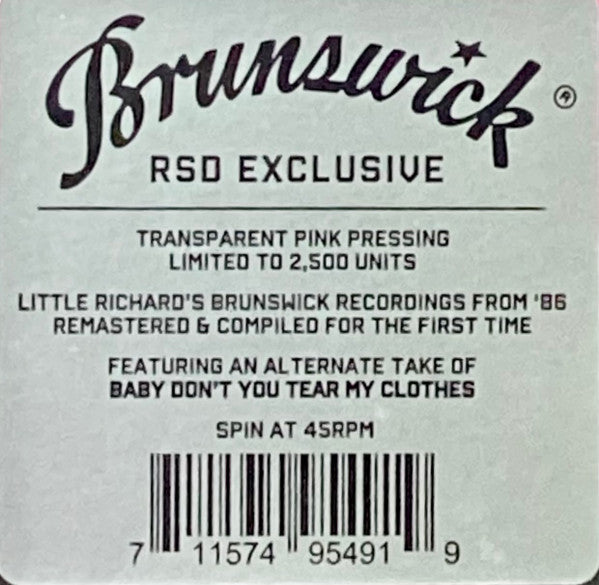 Brunswick ®
RSD EXCLUSIVE
TRANSPARENT PINK PRESSING
LIMITED TO 2,500 UNITS
LITTLE RICHARD'S BRUNSWICK RECORDINGS FROM '86
REMASTERED & COMPILED FOR THE FIRST TIME
FEATURING AN ALTERNATE TAKE OF
BABY DON'T YOU TEAR MY CLOTHES
SPIN AT 45RPM
7 11574 95491 9